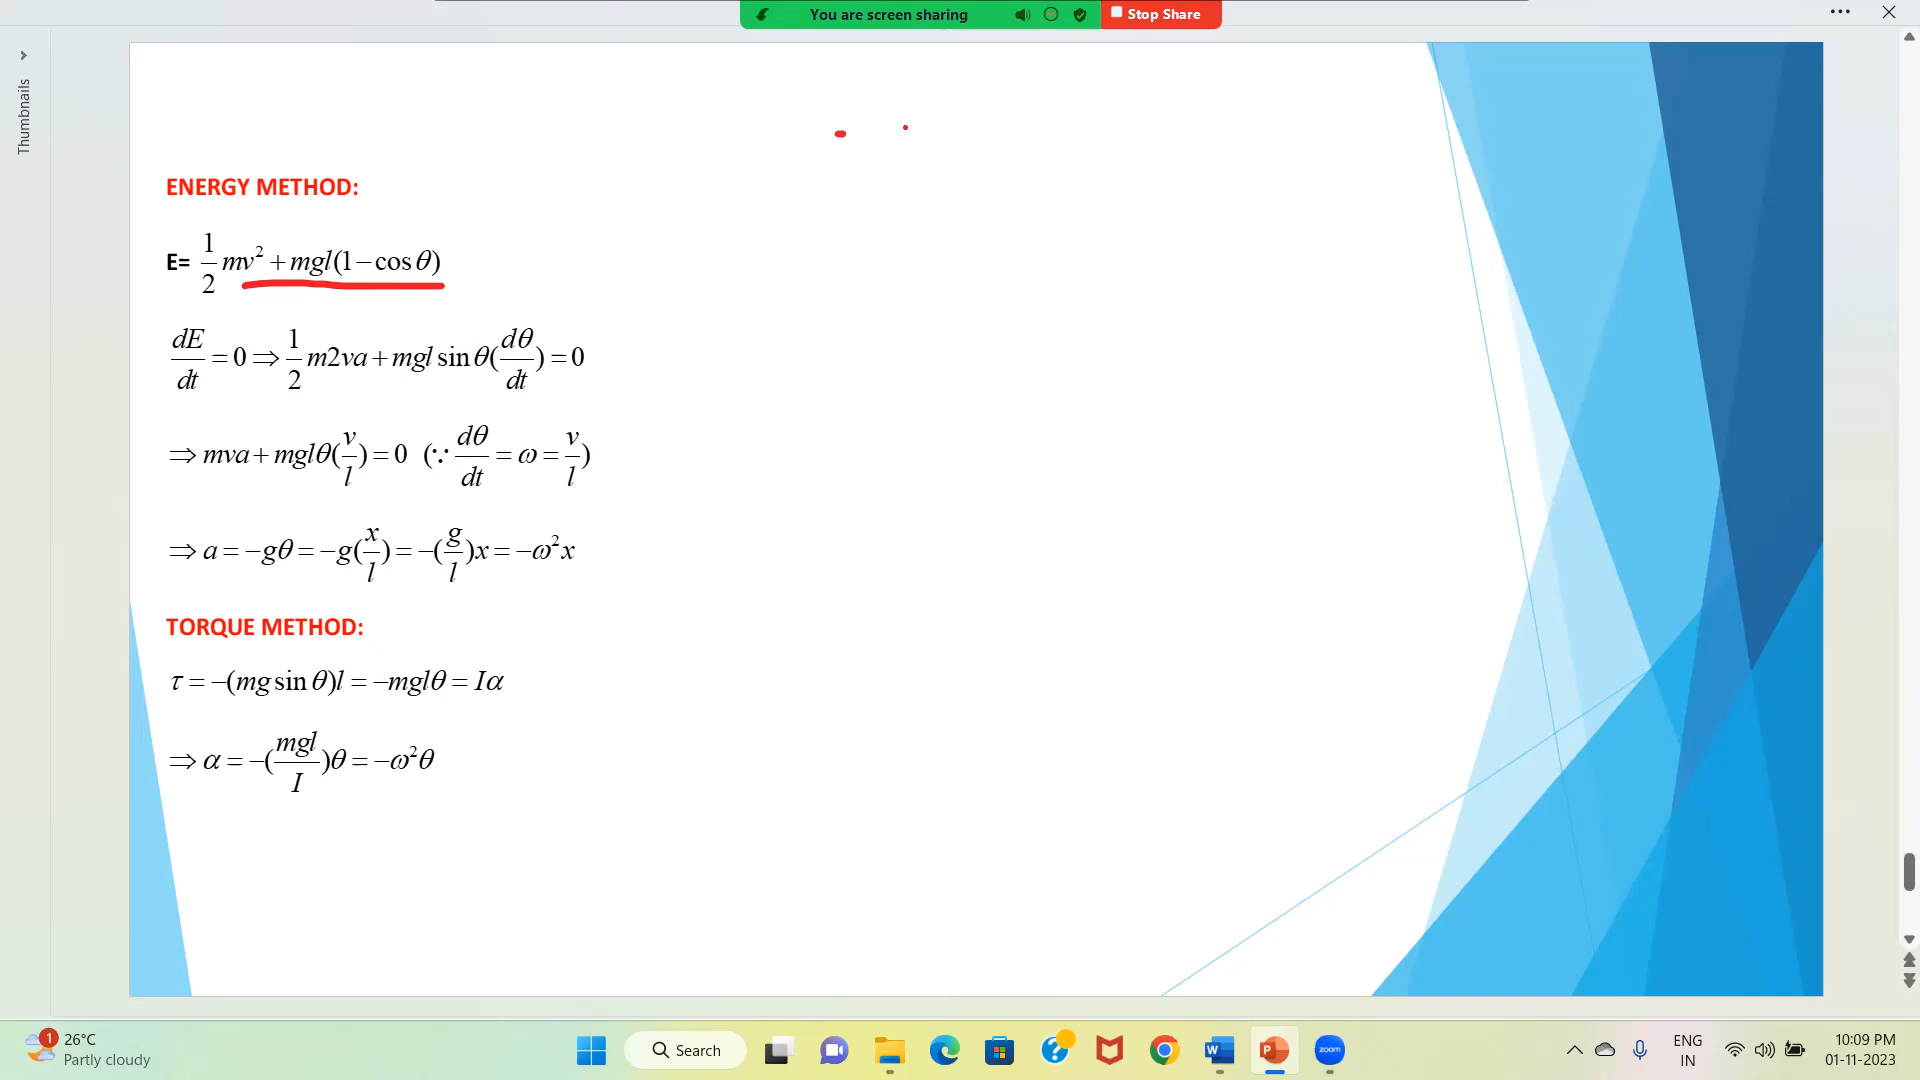 You are screen sharing
Stop Share
Thumbnails
ENERGY METHOD:
E= 1/2 mv² + mgl(1−cos θ)
dE/dt = 0 ⇒ 1/2 m2va + mgl sin θ(dθ/dt) = 0
⇒ mva + mglθ(v/l) = 0 (∵ dθ/dt = ω = v/l)
⇒ a = −gθ = −g(x/l) = −(g/l)x = −ω²x
TORQUE METHOD:
τ = −(mg sin θ)l = −mglθ = Iα
⇒ α = −(mgl/I)θ = −ω²θ
1
26°C
Partly cloudy
Search
W
P
zoom
ENG
IN
10:09 PM
01-11-2023